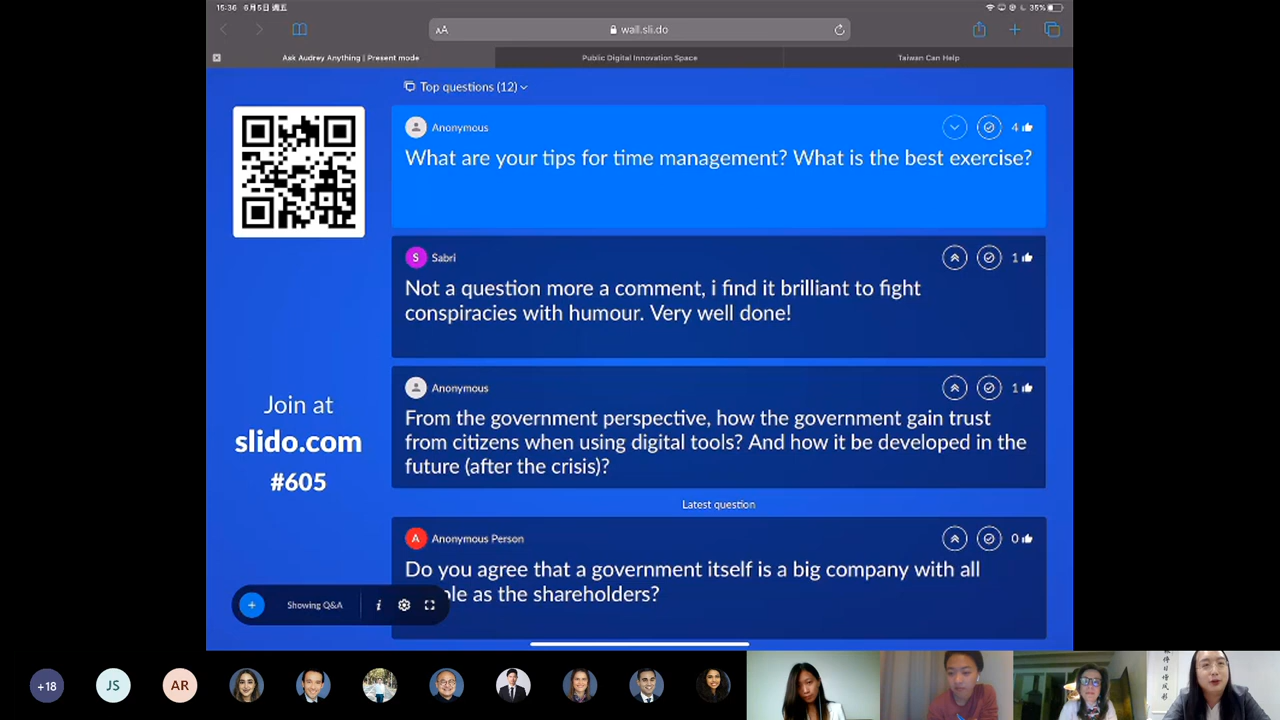 15:36 6月5日 週五
35%
AA
wall.sli.do
Ask Audrey Anything | Present mode
Public Digital Innovation Space
Taiwan Can Help
Top questions (12)
Anonymous
4
What are your tips for time management? What is the best exercise?
S
Sabri
1
Not a question more a comment, i find it brilliant to fight
conspiracies with humour. Very well done!
Anonymous
1
From the government perspective, how the government gain trust
from citizens when using digital tools? And how it be developed in the
future (after the crisis)?
Latest question
A
Anonymous Person
0
Do you agree that a government itself is a big company with all
as the shareholders?
Join at
slido.com
#605
+
Showing Q&A
i
+18
JS
AR